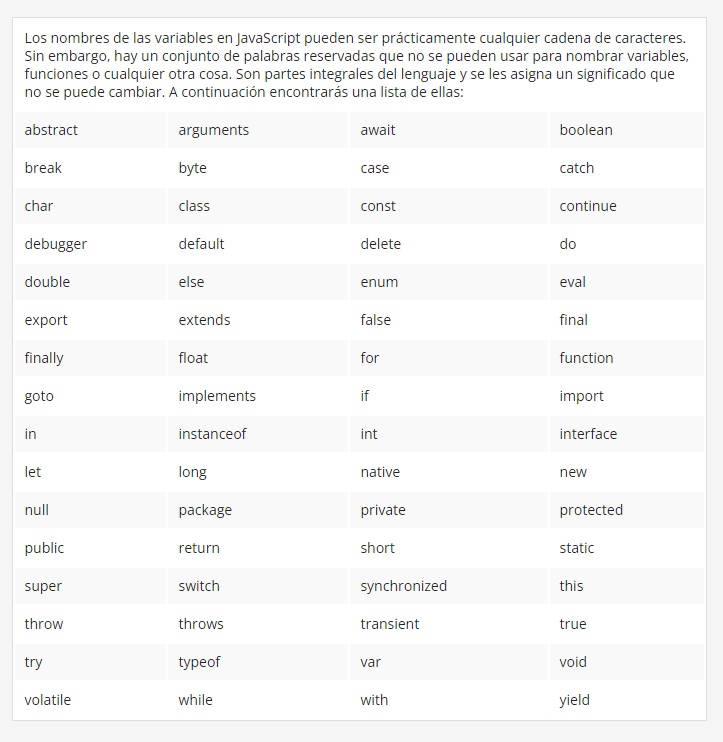 Los nombres de las variables en JavaScript pueden ser prácticamente cualquier cadena de caracteres.
Sin embargo, hay un conjunto de palabras reservadas que no se pueden usar para nombrar variables,
funciones o cualquier otra cosa. Son partes integrales del lenguaje y se les asigna un significado que
no se puede cambiar. A continuación encontrarás una lista de ellas:
abstract arguments await boolean
break byte case catch
char class const continue
debugger default delete do
double else enum eval
export extends false final
finally float for function
goto implements if import
in instanceof int interface
let long native new
null package private protected
public return short static
super switch synchronized this
throw throws transient true
try typeof var void
volatile while with yield